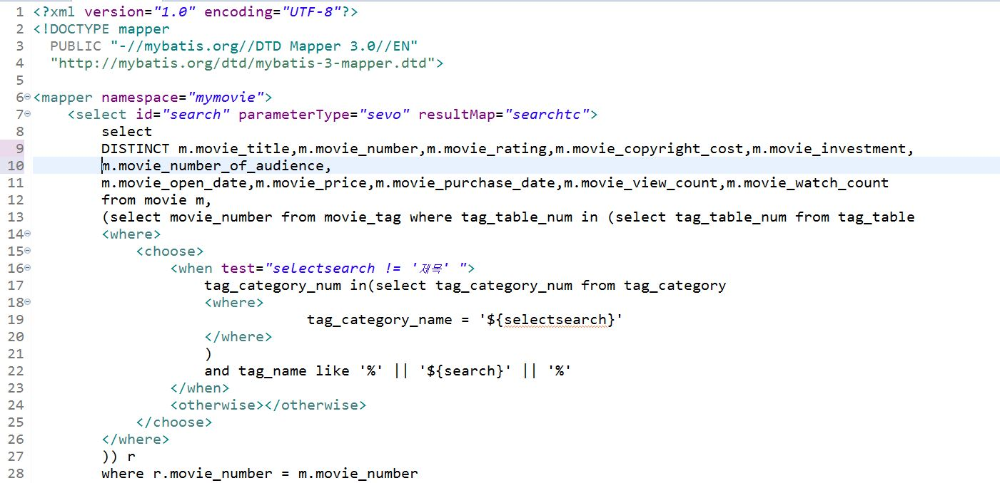 1 <?xml version="1.0" encoding="UTF-8"?>
2 <!DOCTYPE mapper
3   PUBLIC "-//mybatis.org//DTD Mapper 3.0//EN"
4   "http://mybatis.org/dtd/mybatis-3-mapper.dtd">
5
6 <mapper namespace="mymovie">
7     <select id="search" parameterType="sevo" resultMap="searchtc">
8         select
9         DISTINCT m.movie_title,m.movie_number,m.movie_rating,m.movie_copyright_cost,m.movie_investment,
10         m.movie_number_of_audience,
11         m.movie_open_date,m.movie_price,m.movie_purchase_date,m.movie_view_count,m.movie_watch_count
12         from movie m,
13         (select movie_number from movie_tag where tag_table_num in (select tag_table_num from tag_table
14         <where>
15             <choose>
16                 <when test="selectsearch != '제목' ">
17                     tag_category_num in(select tag_category_num from tag_category
18                     <where>
19                                 tag_category_name = '${selectsearch}'
20                     </where>
21                     )
22                     and tag_name like '%' || '${search}' || '%'
23                 </when>
24                 <otherwise></otherwise>
25             </choose>
26         </where>
27         )) r
28         where r.movie_number = m.movie_number